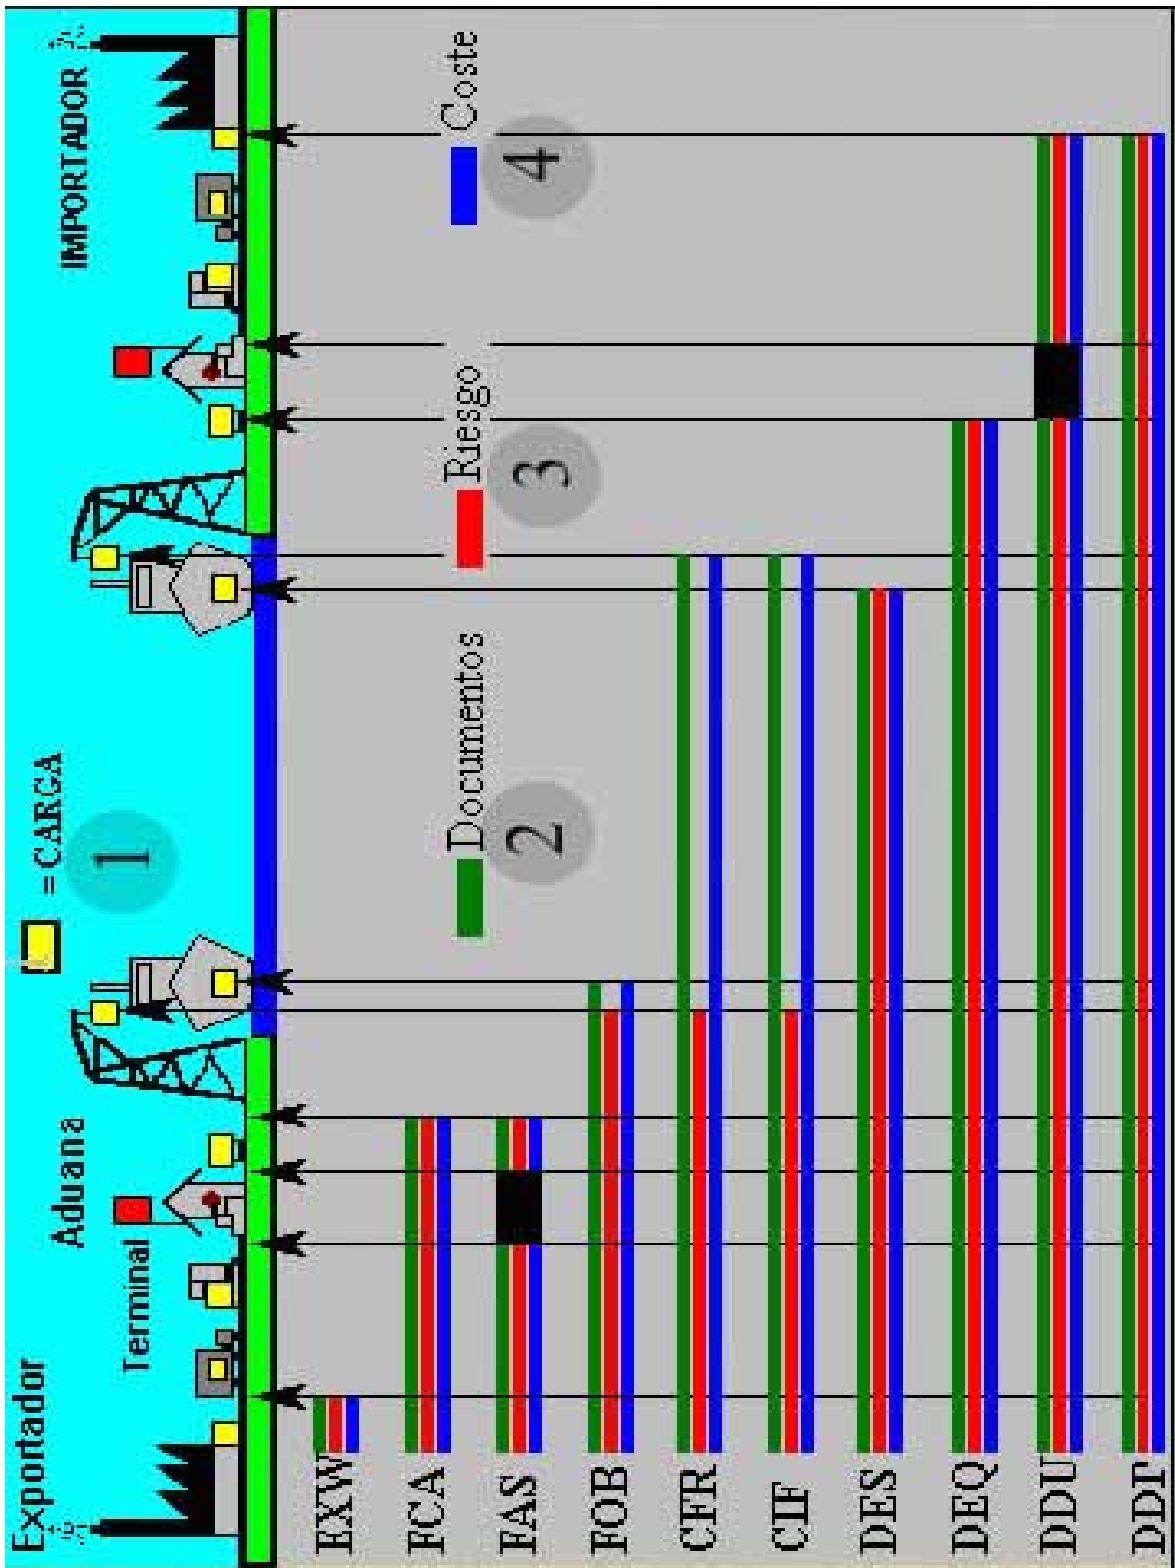 Exportador
Terminal
Aduana
= CARGA
1
IMPORTADOR
Documentos
2
Riesgo
3
Coste
4
EXW
FCA
FAS
FOB
CFR
CIF
DES
DEQ
DDU
DDP